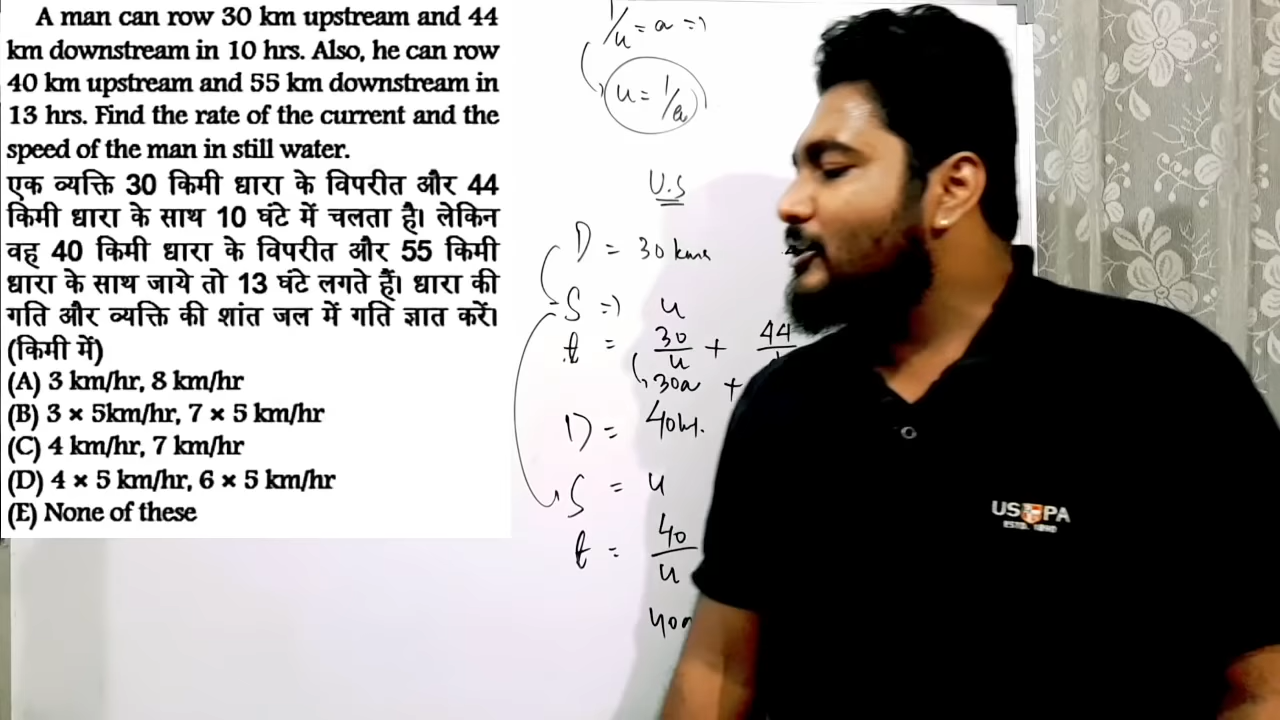 A man can row 30 km upstream and 44
km downstream in 10 hrs. Also, he can row
40 km upstream and 55 km downstream in
13 hrs. Find the rate of the current and the
speed of the man in still water.
एक व्यक्ति 30 किमी धारा के विपरीत और 44
किमी धारा के साथ 10 घंटे में चलता है। लेकिन
वह 40 किमी धारा के विपरीत और 55 किमी
धारा के साथ जाये तो 13 घंटे लगते हैं। धारा की
गति और व्यक्ति की शांत जल में गति ज्ञात करें।
(किमी में)
(A) 3 km/hr, 8 km/hr
(B) 3 × 5km/hr, 7 × 5 km/hr
(C) 4 km/hr, 7 km/hr
(D) 4 × 5 km/hr, 6 × 5 km/hr
(E) None of these
1/u = a =>
u = 1/a
U.S
D = 30 kms
S => u
t = 30/u + 44
30a +
D =
S = u
t = 40/u
US PA
ESTD. 1890